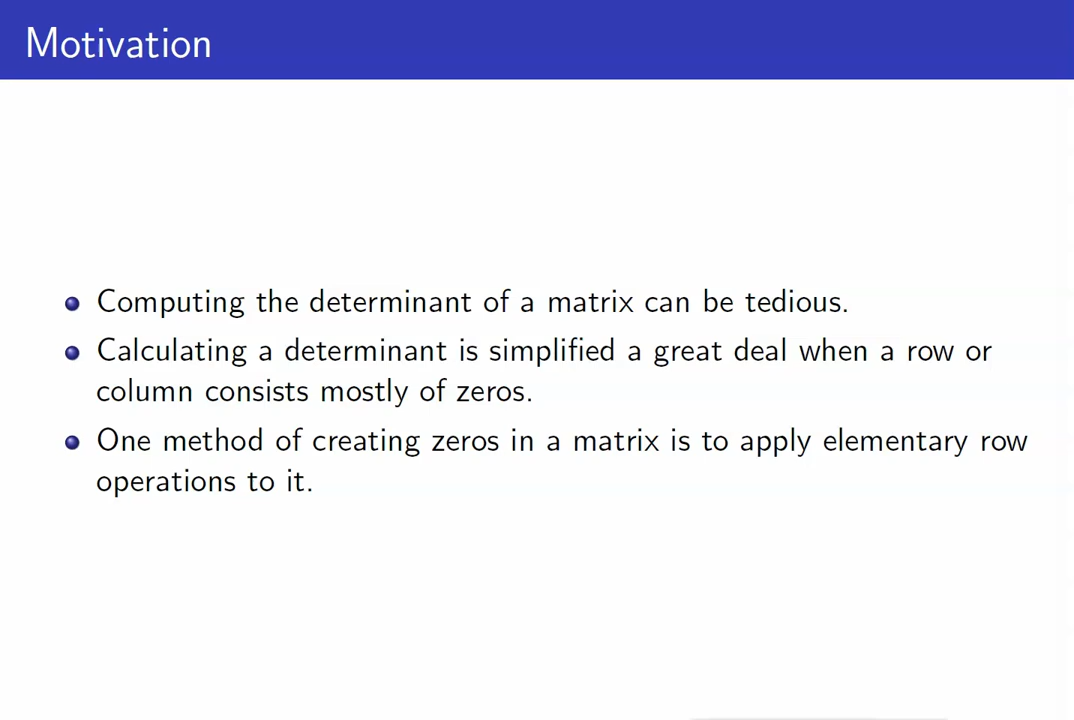 Motivation
Computing the determinant of a matrix can be tedious.
Calculating a determinant is simplified a great deal when a row or
column consists mostly of zeros.
One method of creating zeros in a matrix is to apply elementary row
operations to it.